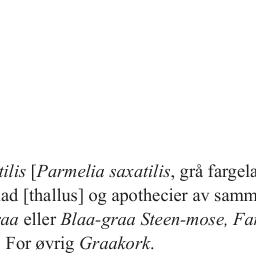 tilis [Parmelia saxatilis, grå fargela
ad [thallus] og apothecier av samm
aa eller Blaa-graa Steen-mose, Fa
For øvrig Graakork.